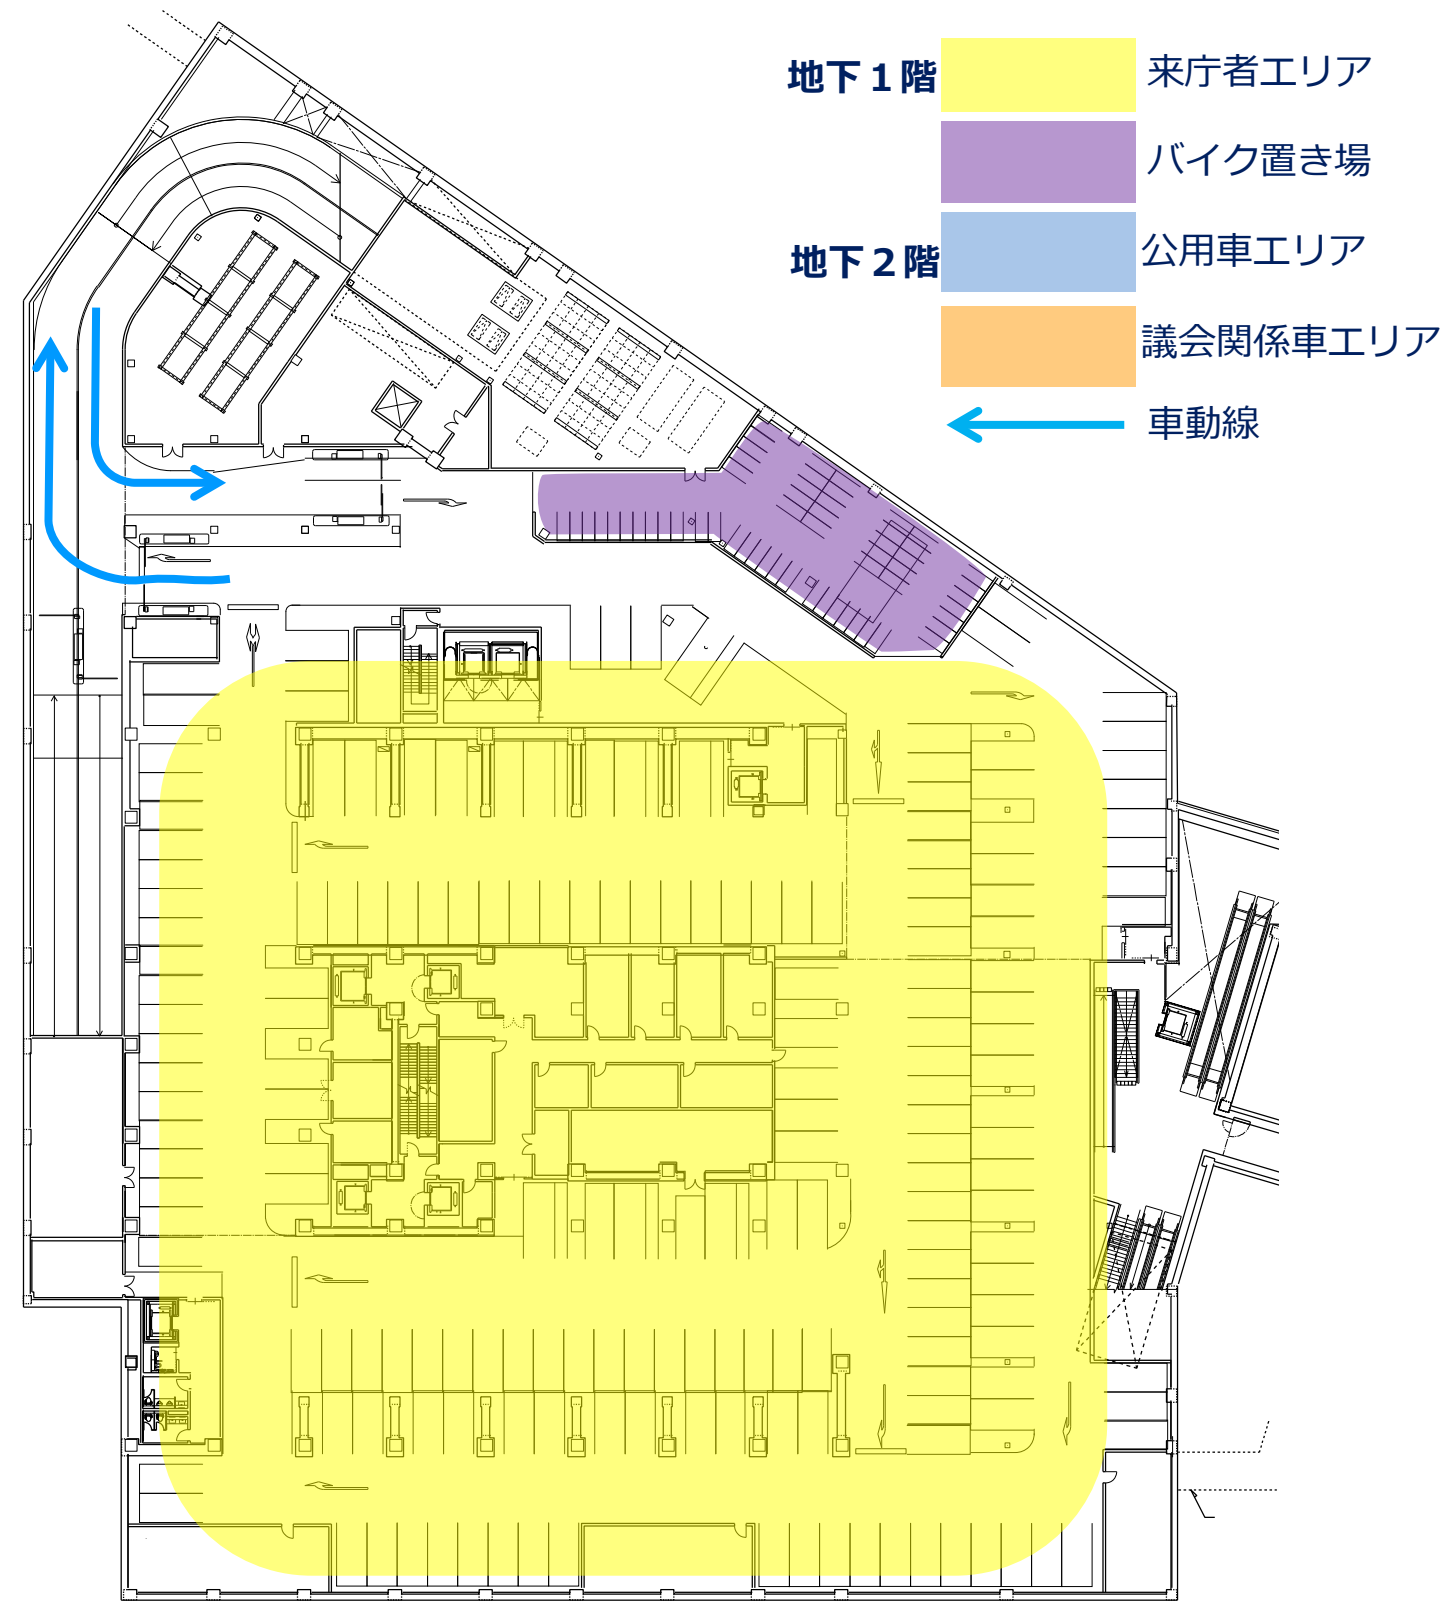 地下1階 来庁者エリア
バイク置き場
地下2階 公用車エリア
議会関係車エリア
車動線